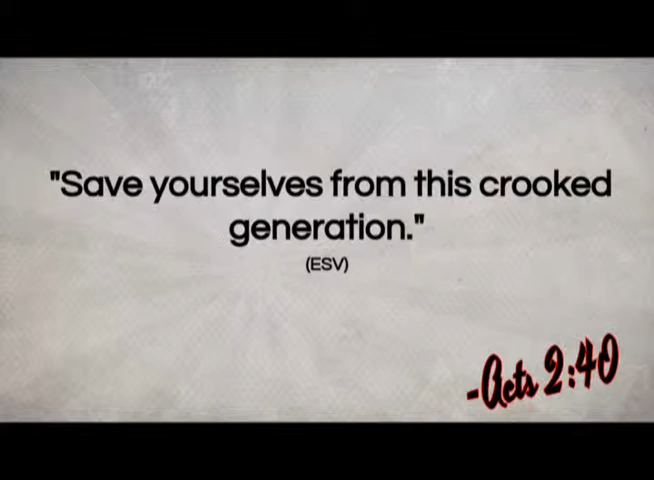 "Save yourselves from this crooked
generation."
(ESV)
-Acts 2:40